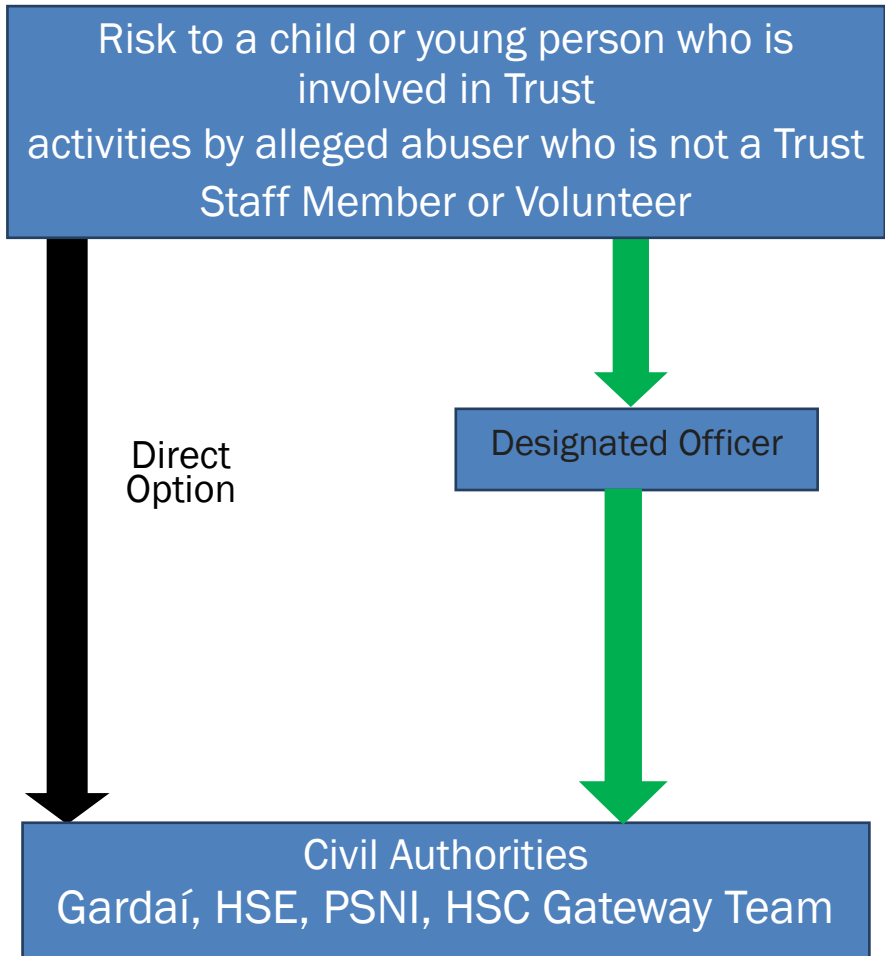 Risk to a child or young person who is
involved in Trust
activities by alleged abuser who is not a Trust
Staff Member or Volunteer
Direct
Option
Designated Officer
Civil Authorities
Gardaí, HSE, PSNI, HSC Gateway Team